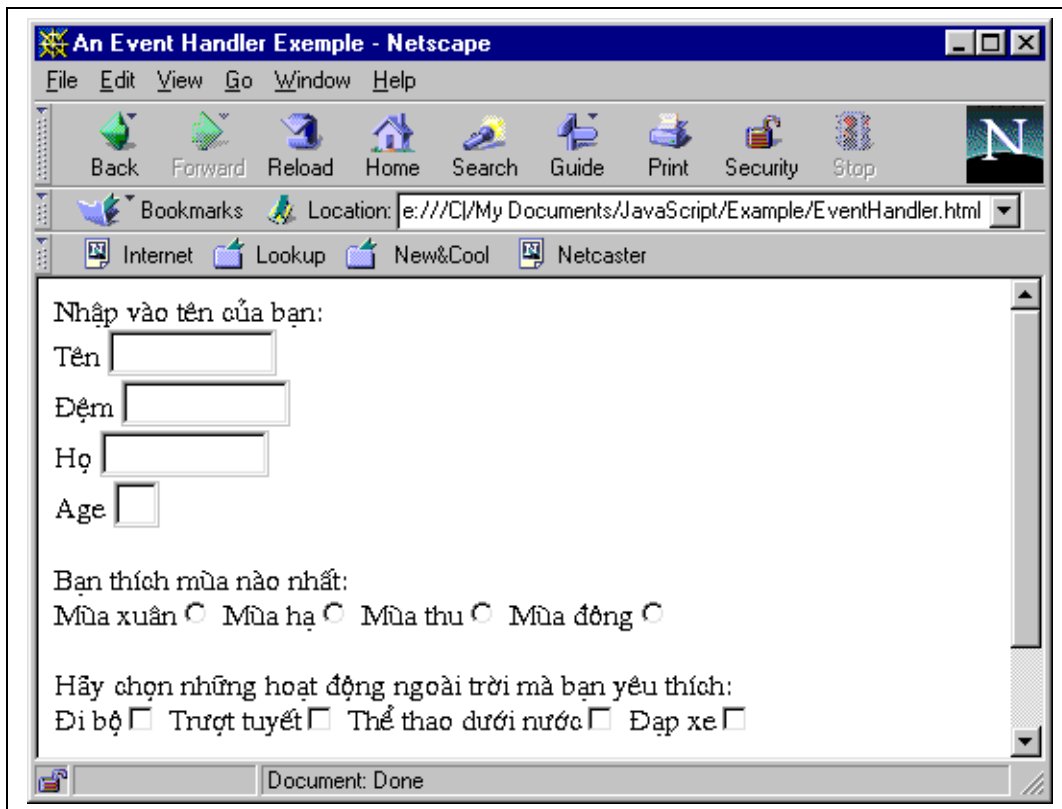 An Event Handler Exemple - Netscape
File Edit View Go Window Help
Back Forward Reload Home Search Guide Print Security Stop
N
Bookmarks Location: e:///C|/My Documents/JavaScript/Example/EventHandler.html
Internet Lookup New&Cool Netcaster
Nhập vào tên của bạn:
Tên
Đệm
Họ
Age
Bạn thích mùa nào nhất:
Mùa xuân Mùa hạ Mùa thu Mùa đông
Hãy chọn những hoạt động ngoài trời mà bạn yêu thích:
Đi bộ Trượt tuyết Thể thao dưới nước Đạp xe
Document: Done